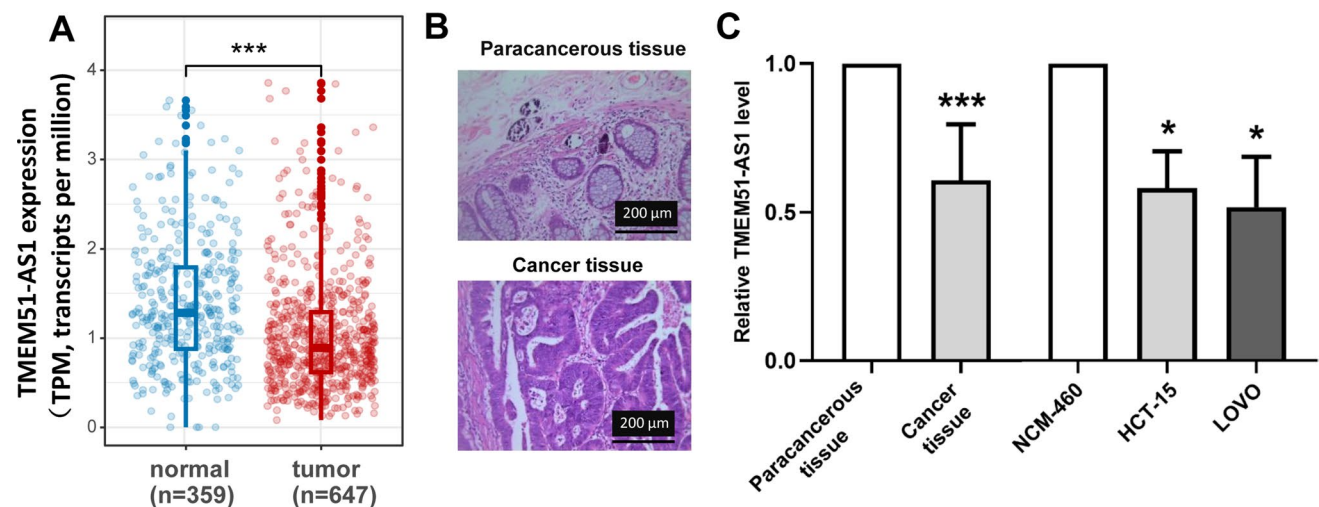 A
TMEM51-AS1 expression
（TPM, transcripts per million)
4
3
2
1
0
***
normal
(n=359)
tumor
(n=647)
B
Paracancerous tissue
200 µm
Cancer tissue
200 µm
C
Relative TMEM51-AS1 level
1.0
0.5
0.0
***
*
*
Paracancerous
tissue
Cancer
tissue
NCM-460
HCT-15
LOVO